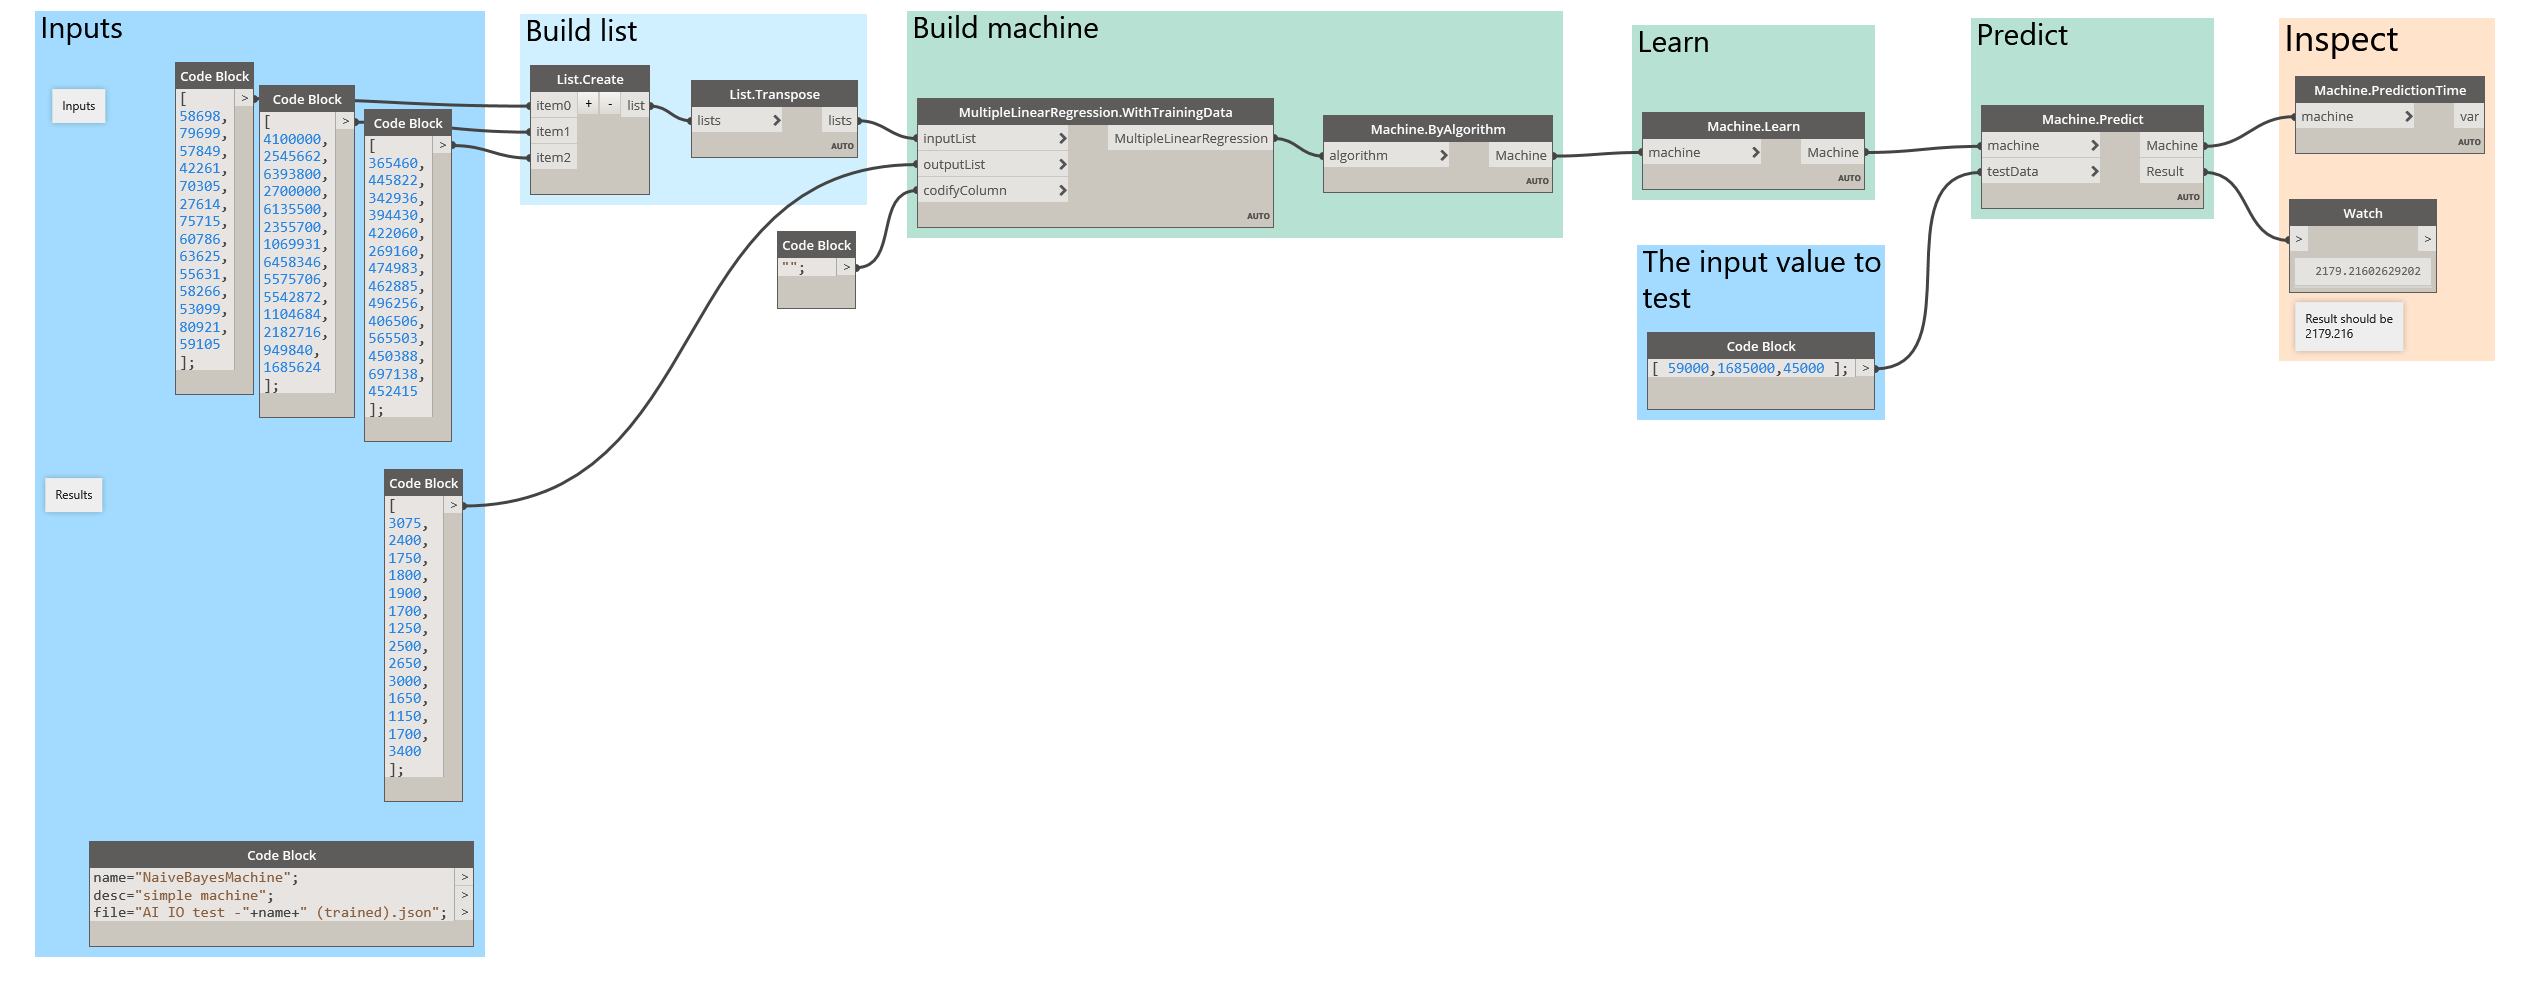 Inputs
Inputs
Code Block
[
>
58698,
79699,
57849,
42261,
70305,
27614,
75715,
60786,
63625,
55631,
58266,
53099,
80921,
59105
];
Code Block
[
>
4100000,
2545662,
6393800,
2700000,
6135500,
2355700,
1069931,
6458346,
5575706,
5542872,
1104684,
2182716,
949840,
1685624
];
Code Block
[
>
365460,
445822,
342936,
394430,
422060,
269160,
474983,
462885,
496256,
406506,
565503,
450388,
697138,
452415
];
Results
Code Block
[
>
3075,
2400,
1750,
1800,
1900,
1700,
1250,
2500,
2650,
3000,
1650,
1150,
1700,
3400
];
Code Block
name="NaiveBayesMachine"; >
desc="simple machine"; >
file="AI IO test -"+name+" (trained).json"; >
Build list
List.Create
item0 + - list
item1
item2
List.Transpose
lists > lists
AUTO
Code Block
""; >
Build machine
MultipleLinearRegression.WithTrainingData
inputList > MultipleLinearRegression
outputList >
codifyColumn >
AUTO
Machine.ByAlgorithm
algorithm > Machine
AUTO
Learn
Machine.Learn
machine > Machine
AUTO
The input value to
test
Code Block
[ 59000,1685000,45000 ]; >
Predict
Machine.Predict
machine > Machine
testData > Result
AUTO
Inspect
Machine.PredictionTime
machine > var
AUTO
Watch
> >
2179.21602629202
Result should be
2179.216